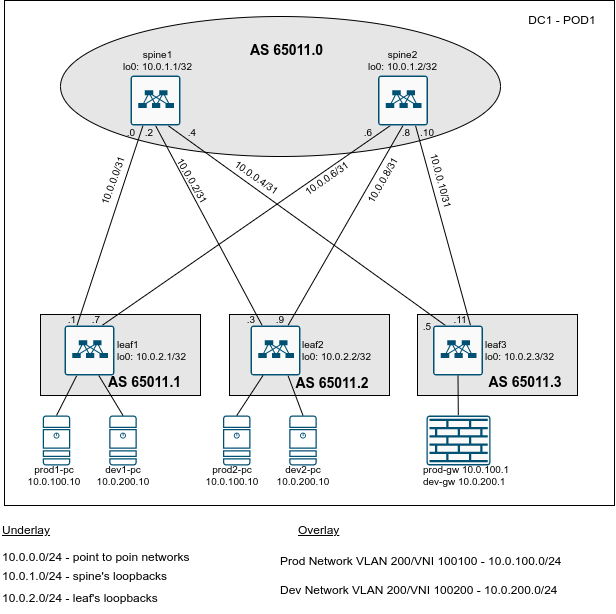 DC1 - POD1
AS 65011.0
spine1
lo0: 10.0.1.1/32
spine2
lo0: 10.0.1.2/32
.0 .2 .4
.6 .8 .10
10.0.0.0/31
10.0.0.2/31
10.0.0.4/31
10.0.0.6/31
10.0.0.8/31
10.0.0.10/31
.1 .7
.3 .9
.5 .11
leaf1
lo0: 10.0.2.1/32
AS 65011.1
leaf2
lo0: 10.0.2.2/32
AS 65011.2
leaf3
lo0: 10.0.2.3/32
AS 65011.3
prod1-pc
10.0.100.10
dev1-pc
10.0.200.10
prod2-pc
10.0.100.10
dev2-pc
10.0.200.10
prod-gw 10.0.100.1
dev-gw 10.0.200.1
Underlay
10.0.0.0/24 - point to poin networks
10.0.1.0/24 - spine's loopbacks
10.0.2.0/24 - leaf's loopbacks
Overlay
Prod Network VLAN 200/VNI 100100 - 10.0.100.0/24
Dev Network VLAN 200/VNI 100200 - 10.0.200.0/24